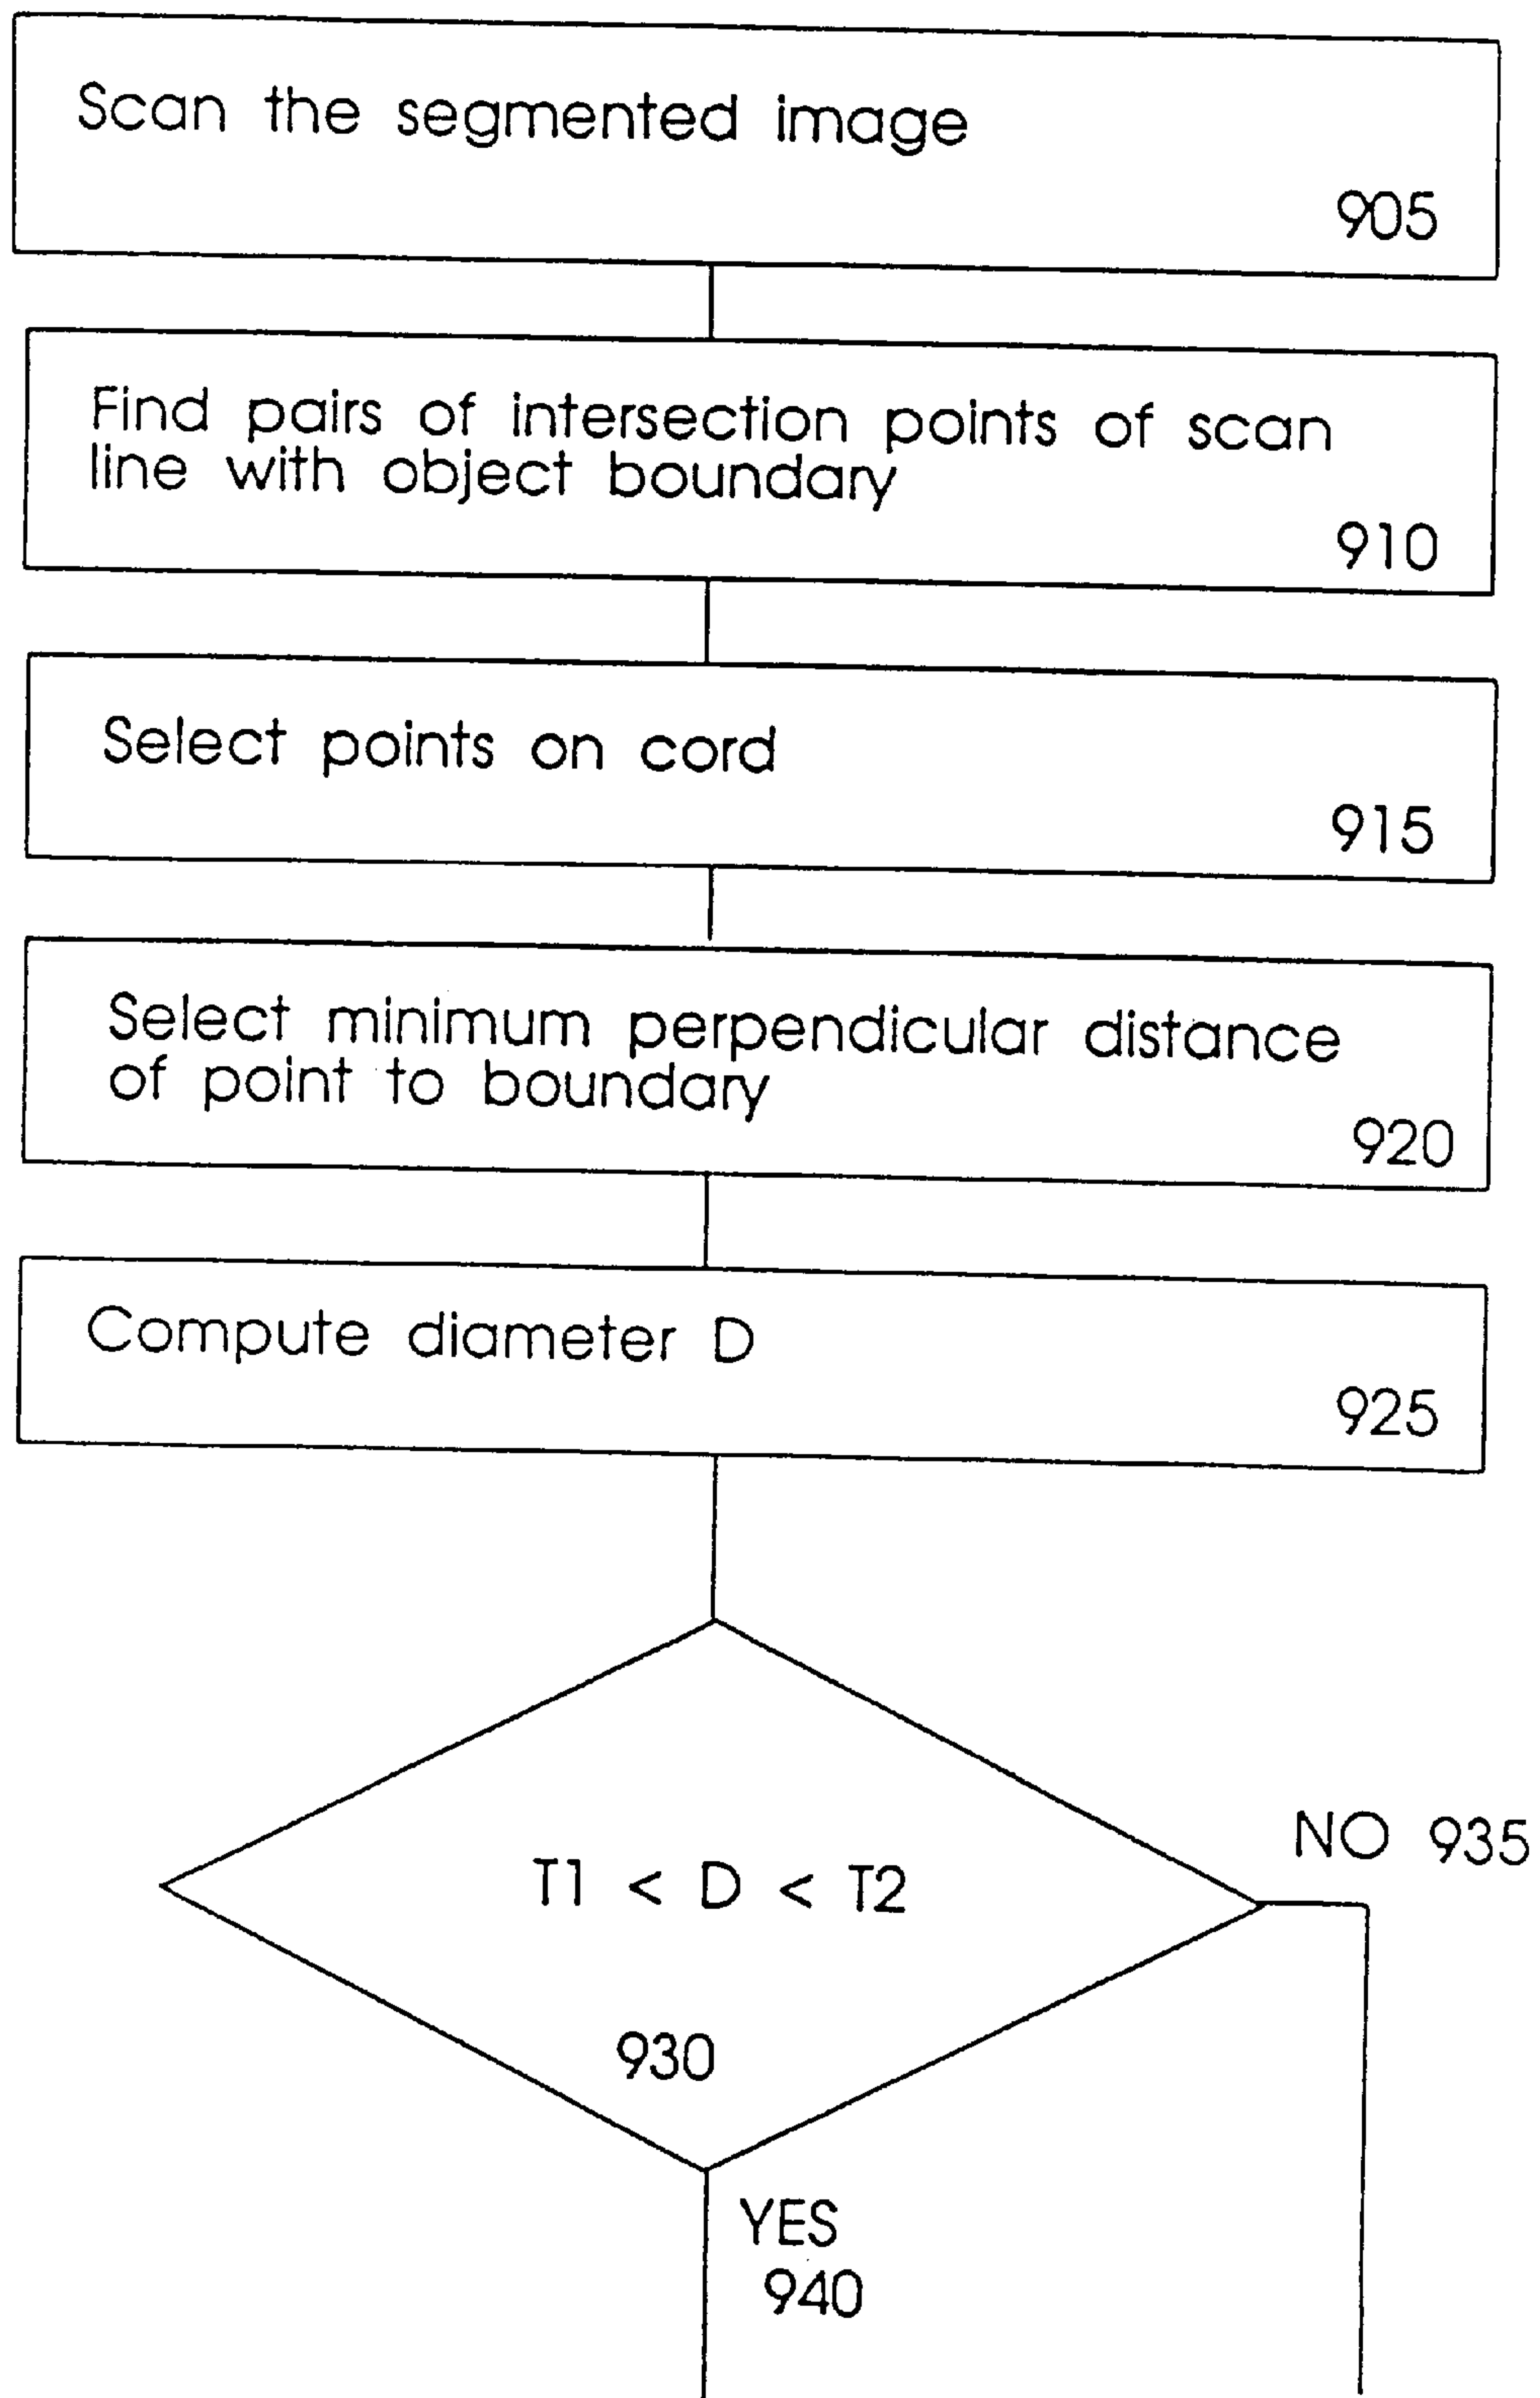 Scan the segmented image
905
Find pairs of intersection points of scan
line with object boundary
910
Select points on cord
915
Select minimum perpendicular distance
of point to boundary
920
Compute diameter D
925
T1 < D < T2
NO 935
930
YES
940